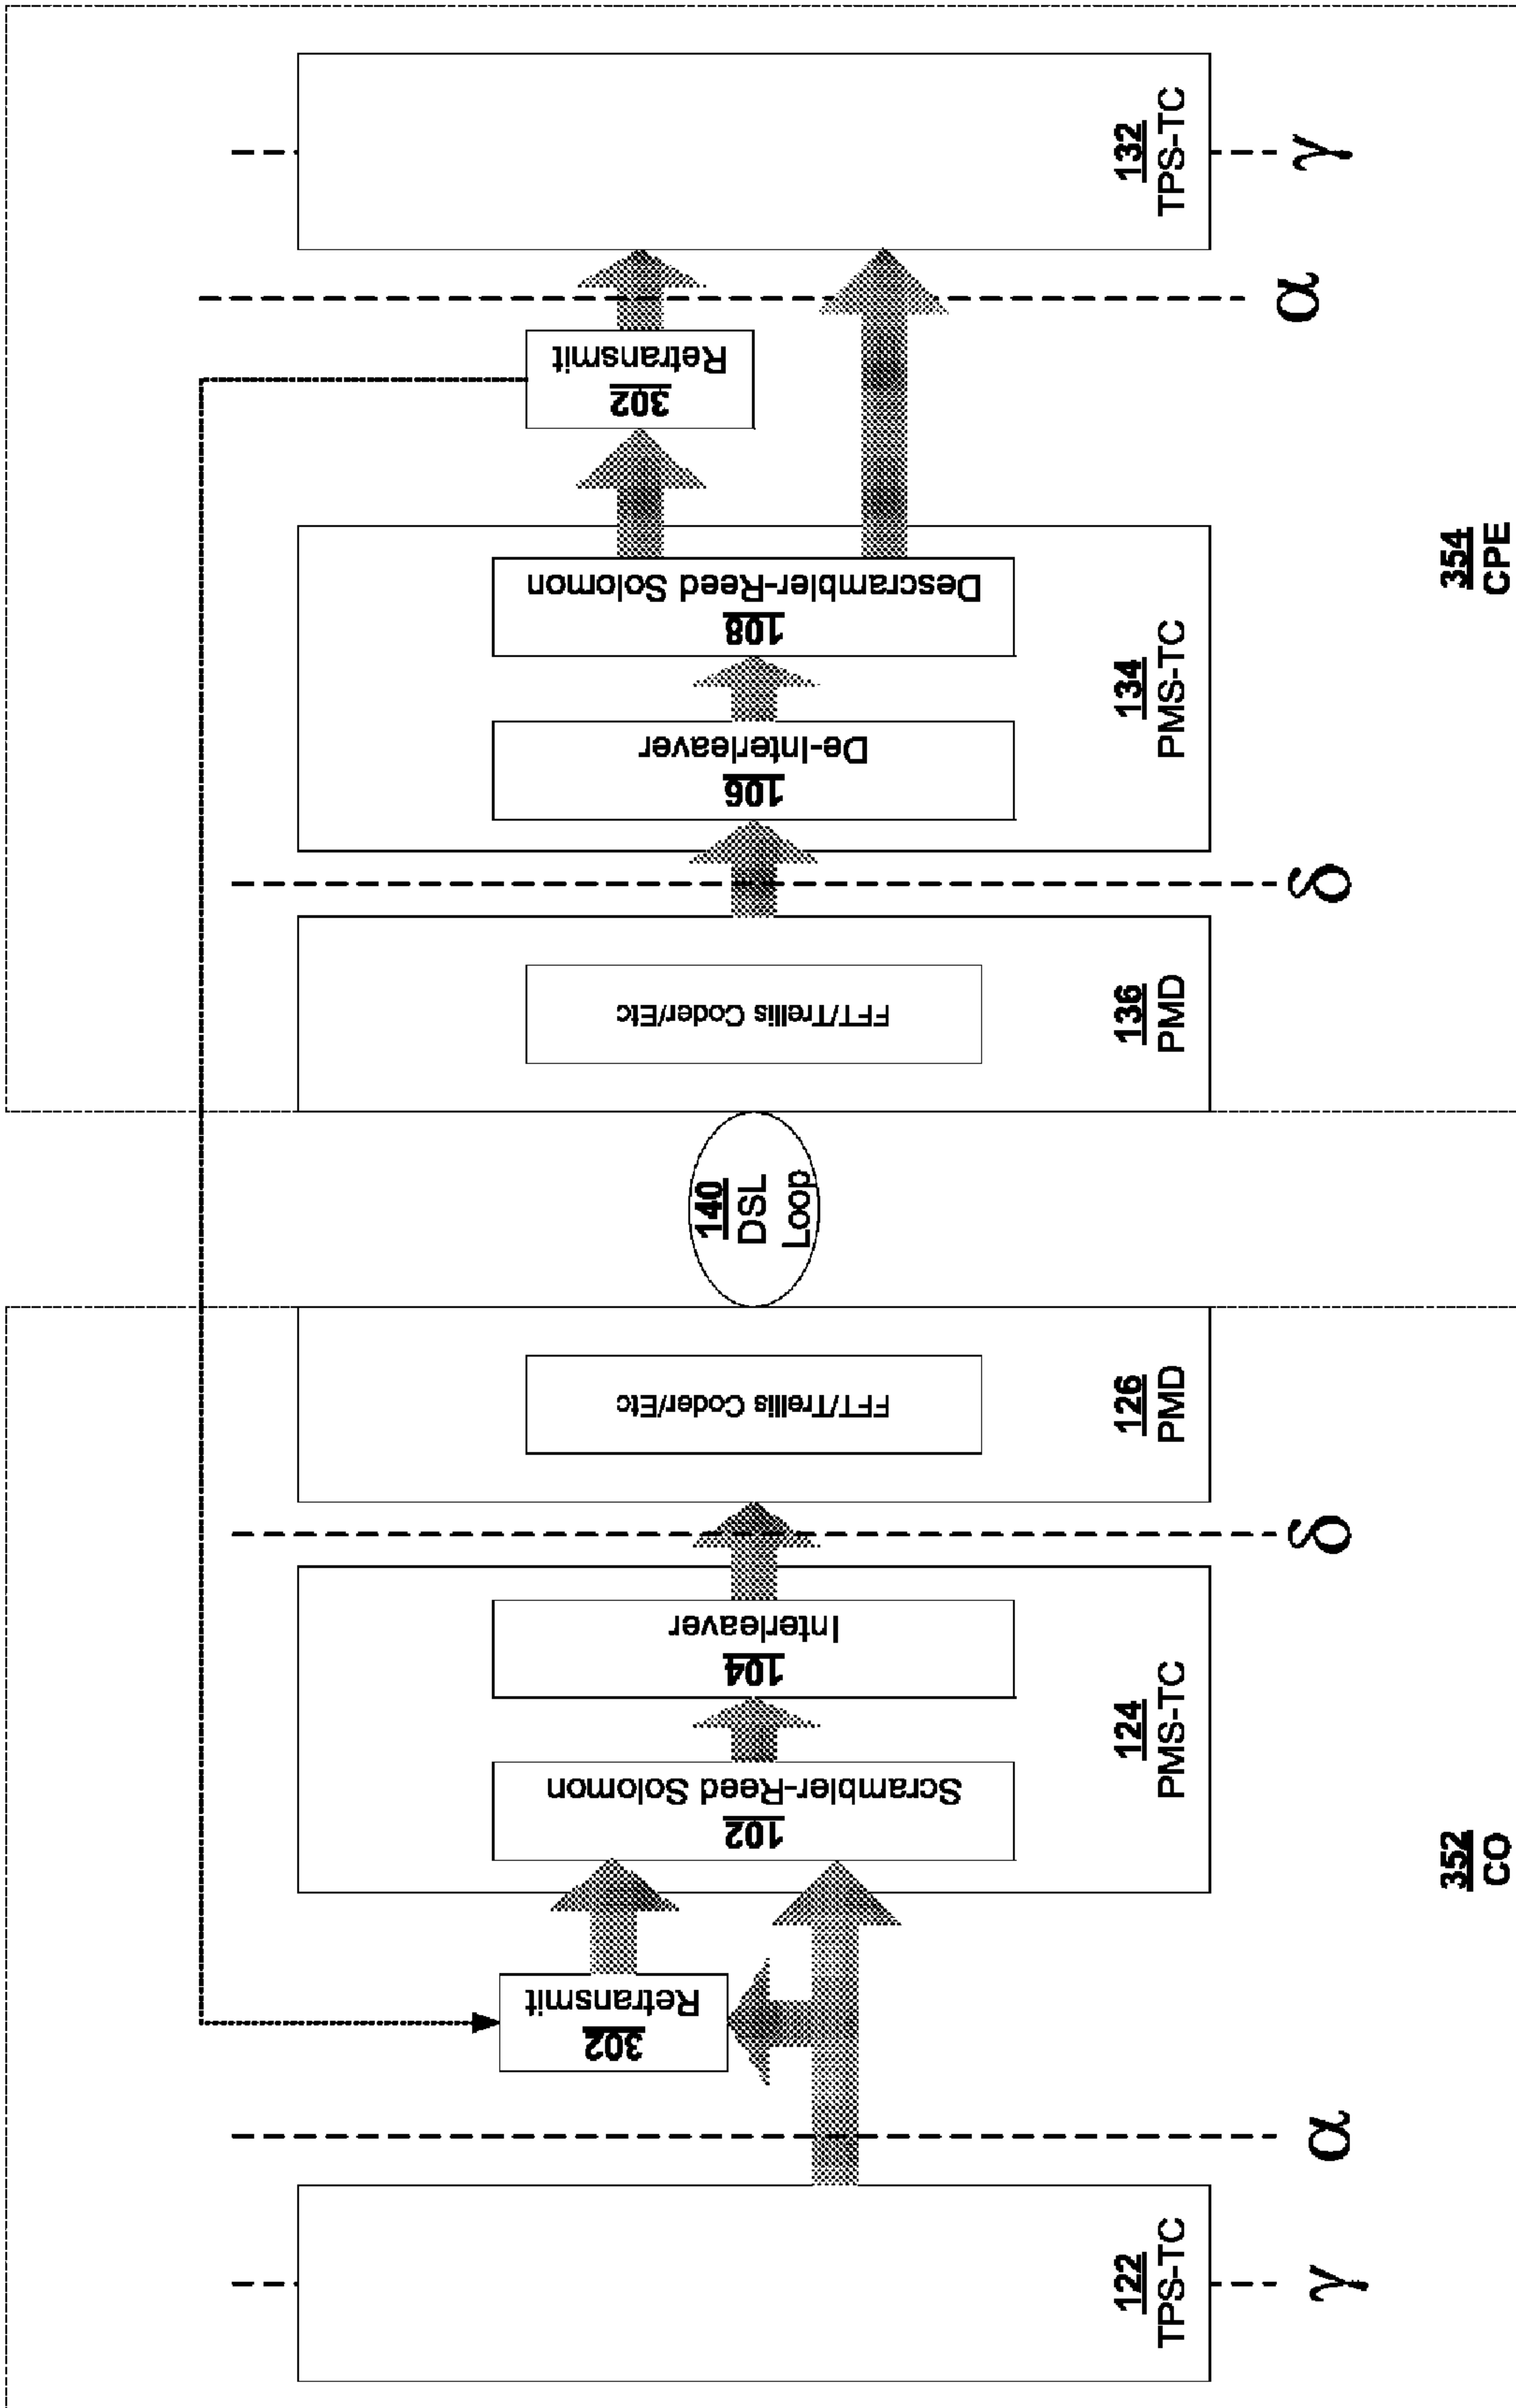 122
TPS-TC
γ
α
302
Retransmit
102
Scrambler-Reed Solomon
104
Interleaver
124
PMS-TC
δ
FFT/Trellis Coder/Etc
126
PMD
352
CO
140
DSL
Loop
FFT/Trellis Coder/Etc
136
PMD
δ
106
De-Interleaver
108
Descrambler-Reed Solomon
134
PMS-TC
302
Retransmit
α
132
TPS-TC
γ
354
CPE